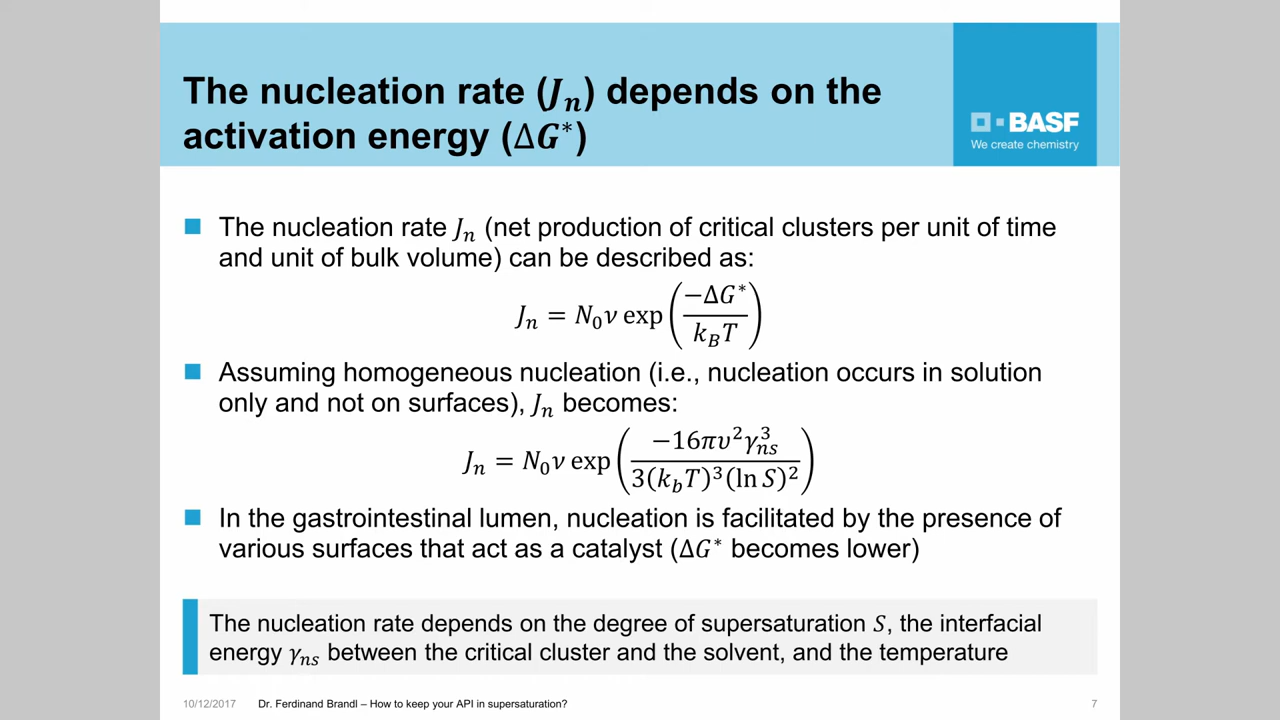 The nucleation rate (Jₙ) depends on the
activation energy (ΔG*)
BASF
We create chemistry
The nucleation rate Jₙ (net production of critical clusters per unit of time
and unit of bulk volume) can be described as:
Jₙ = N₀ν exp(−ΔG* / k_B T)
Assuming homogeneous nucleation (i.e., nucleation occurs in solution
only and not on surfaces), Jₙ becomes:
Jₙ = N₀ν exp(−16πυ²γₙₛ³ / 3(k_b T)³(ln S)²)
In the gastrointestinal lumen, nucleation is facilitated by the presence of
various surfaces that act as a catalyst (ΔG* becomes lower)
The nucleation rate depends on the degree of supersaturation S, the interfacial
energy γₙₛ between the critical cluster and the solvent, and the temperature
10/12/2017 Dr. Ferdinand Brandl – How to keep your API in supersaturation? 7